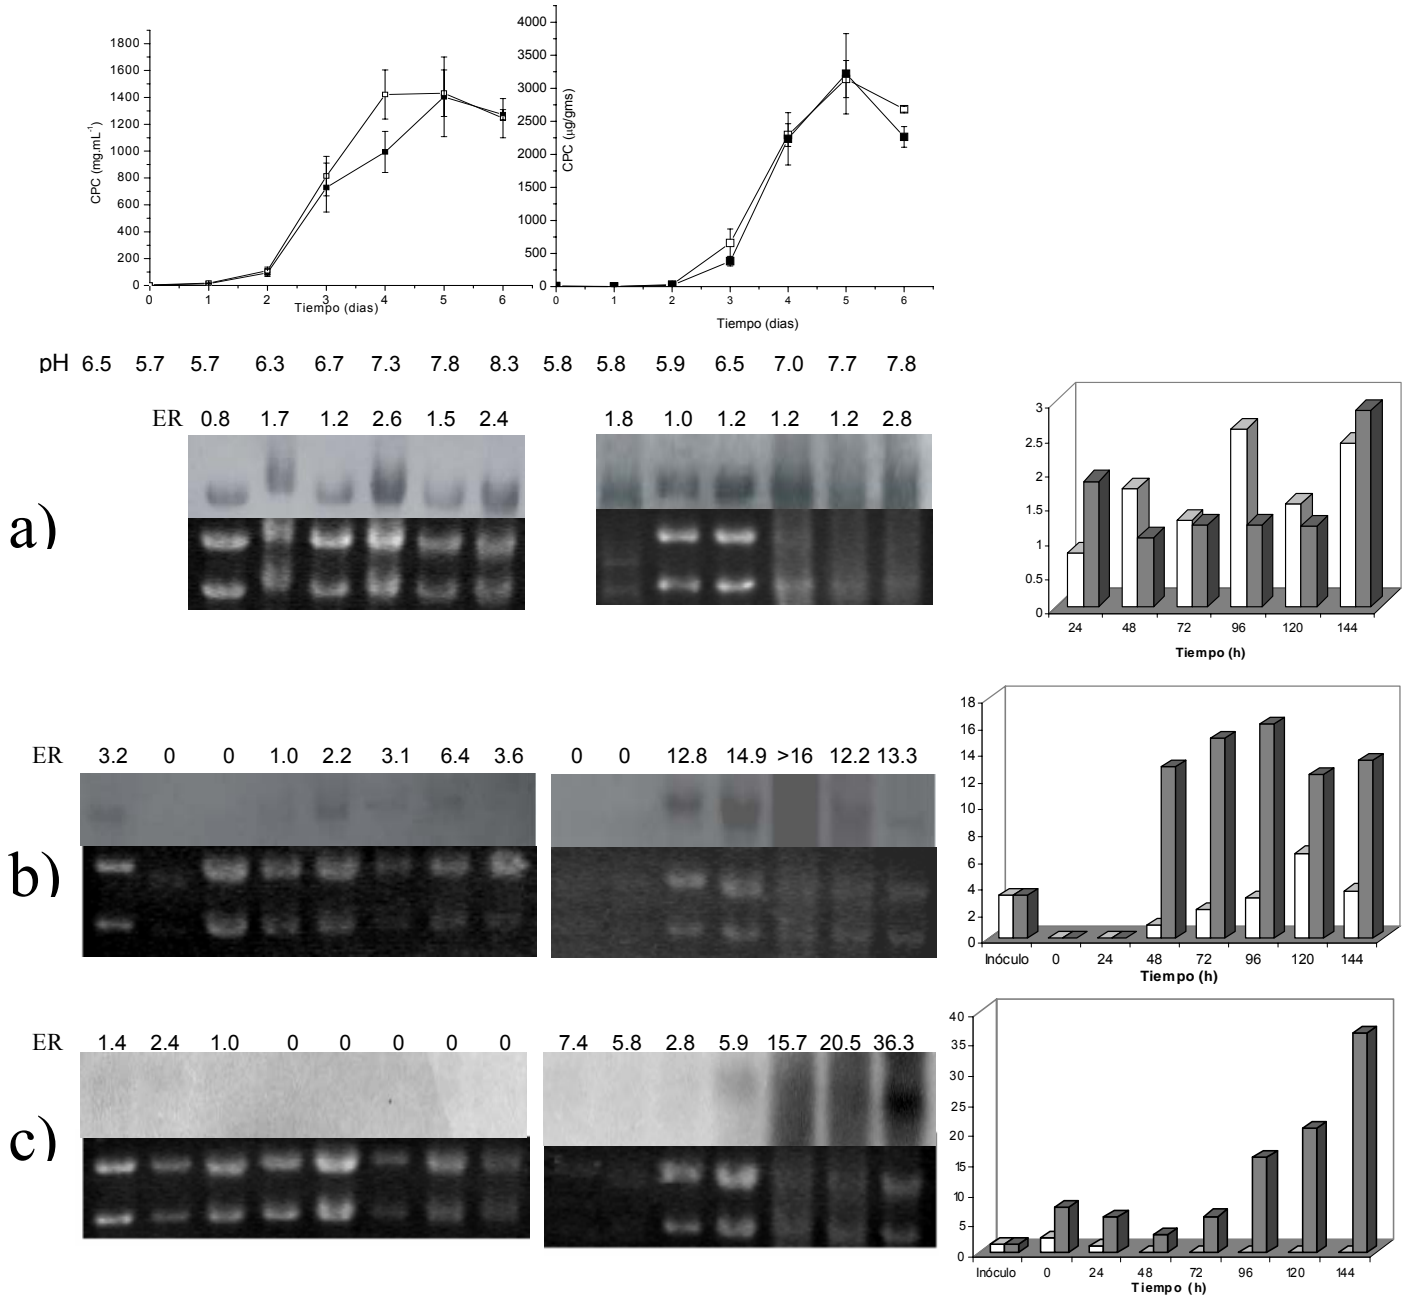 1800
1600
1400
1200
1000
800
600
400
200
0
CPC (mg.mL⁻¹)
0 1 2 3 4 5 6
Tiempo (dias)
4000
3500
3000
2500
2000
1500
1000
500
0
CPC (µg/gms)
0 1 2 3 4 5 6
Tiempo (dias)
pH 6.5 5.7 5.7 6.3 6.7 7.3 7.8 8.3 5.8 5.8 5.9 6.5 7.0 7.7 7.8
ER 0.8 1.7 1.2 2.6 1.5 2.4 1.8 1.0 1.2 1.2 1.2 2.8
a)
3
2.5
2
1.5
1
0.5
0
24 48 72 96 120 144
Tiempo (h)
ER 3.2 0 0 1.0 2.2 3.1 6.4 3.6 0 0 12.8 14.9 >16 12.2 13.3
b)
18
16
14
12
10
8
6
4
2
0
Inóculo 0 24 48 72 96 120 144
Tiempo (h)
ER 1.4 2.4 1.0 0 0 0 0 0 7.4 5.8 2.8 5.9 15.7 20.5 36.3
c)
40
35
30
25
20
15
10
5
0
Inóculo 0 24 48 72 96 120 144
Tiempo (h)